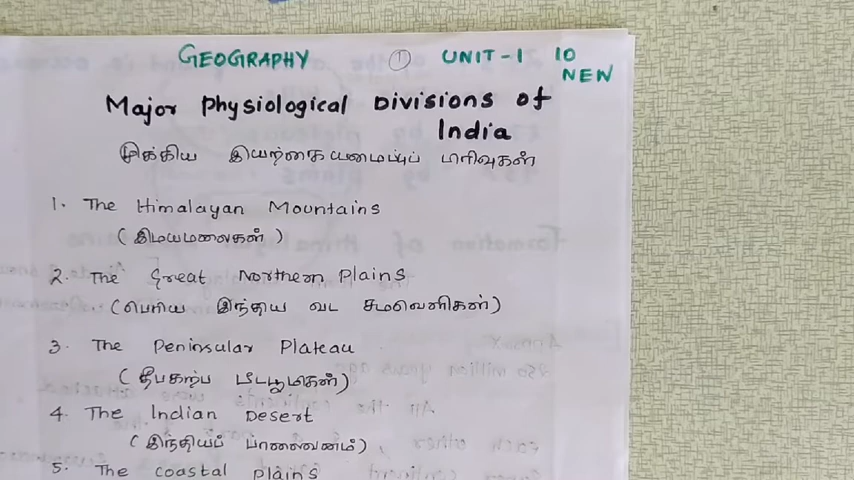 GEOGRAPHY ① UNIT-1 10
NEW
Major Physiological Divisions of
India
முக்கிய இயற்கையமைப்புப் பிரிவுகள்
1. The Himalayan Mountains
(இமயமலைகள்)
2. The Great Northern Plains
(பெரிய இந்திய வட சமவெளிகள்)
3. The Peninsular Plateau
(தீபகற்ப பீடபூமிகள்)
4. The Indian Desert
(இந்தியப் பாலைவனம்)
5. The coastal plains